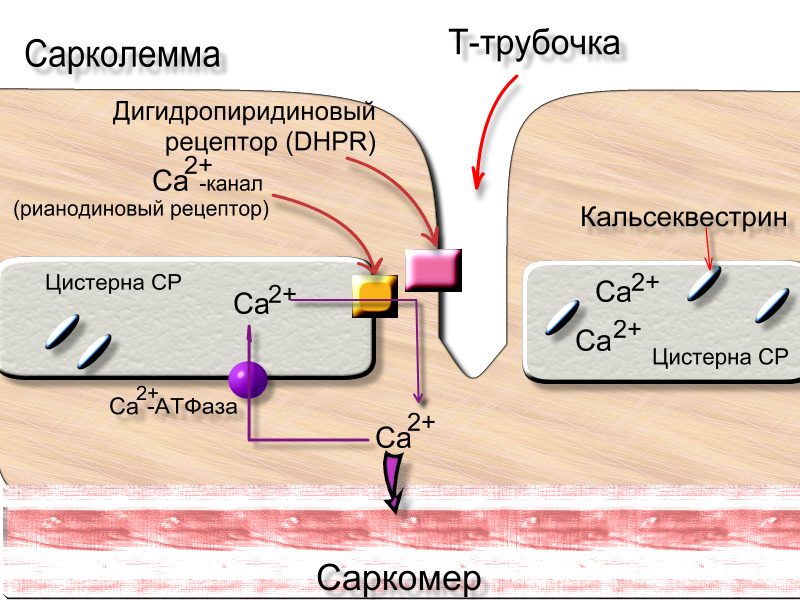 Сарколемма
Т-трубочка
Дигидропиридиновый
рецептор (DHPR)
Ca2+-канал
(рианодиновый рецептор)
Кальсеквестрин
Цистерна СР
Ca2+
Ca2+
Ca2+
Цистерна СР
Ca2+-АТФаза
Ca2+
Саркомер